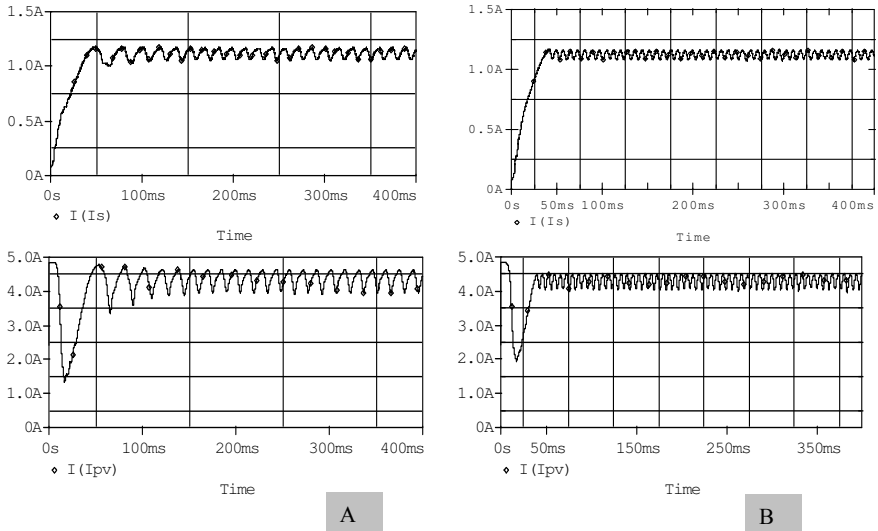 1.5A
1.0A
0.5A
0A
0s 100ms 200ms 300ms 400ms
I(Is)
Time
1.5A
1.0A
0.5A
0A
0s 50ms 100ms 200ms 300ms 400ms
I(Is)
Time
5.0A
4.0A
3.0A
2.0A
1.0A
0A
0s 100ms 200ms 300ms 400ms
I(Ipv)
Time
5.0A
4.0A
3.0A
2.0A
1.0A
0A
0s 50ms 150ms 250ms 350ms
I(Ipv)
Time
A
B